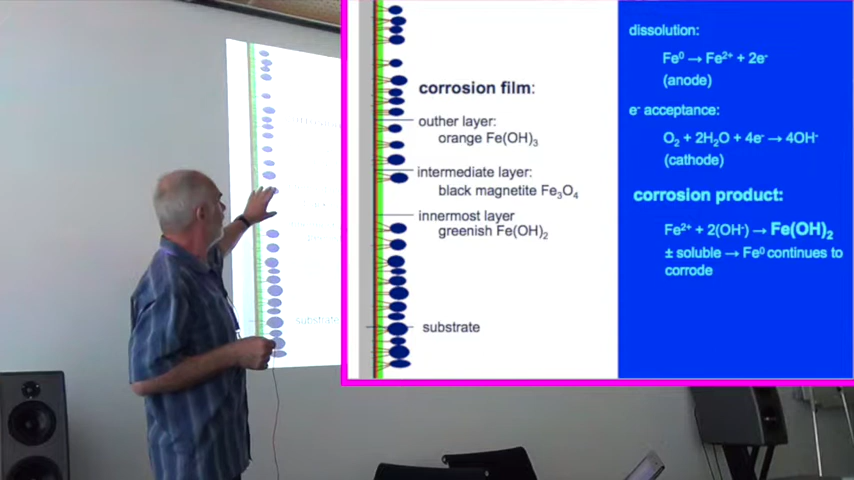 corrosion film:
outher layer:
orange Fe(OH)₃
intermediate layer:
black magnetite Fe₃O₄
innermost layer
greenish Fe(OH)₂
substrate
dissolution:
Fe⁰ → Fe²⁺ + 2e⁻
(anode)
e⁻ acceptance:
O₂ + 2H₂O + 4e⁻ → 4OH⁻
(cathode)
corrosion product:
Fe²⁺ + 2(OH⁻) → Fe(OH)₂
± soluble → Fe⁰ continues to
corrode
substrate